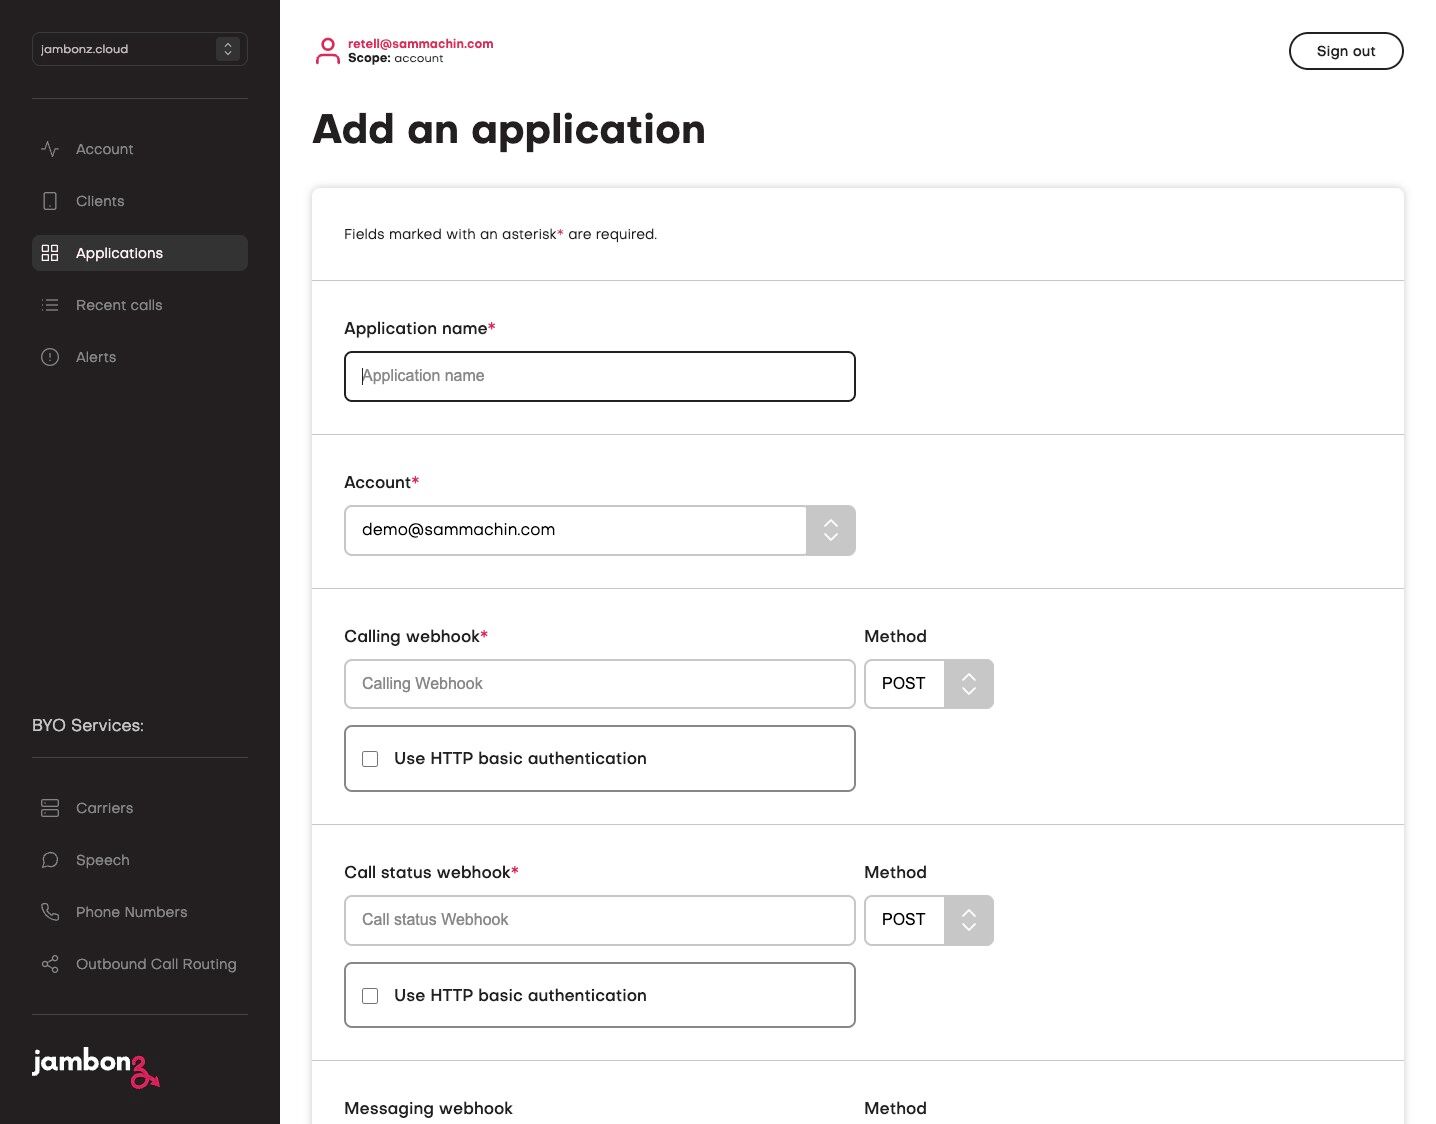 jambonz.cloud
Account
Clients
Applications
Recent calls
Alerts
BYO Services:
Carriers
Speech
Phone Numbers
Outbound Call Routing
jambonz
retell@sammachin.com
Scope: account
Sign out
Add an application
Fields marked with an asterisk* are required.
Application name*
Application name
Account*
demo@sammachin.com
Calling webhook* Method
Calling Webhook POST
Use HTTP basic authentication
Call status webhook* Method
Call status Webhook POST
Use HTTP basic authentication
Messaging webhook Method